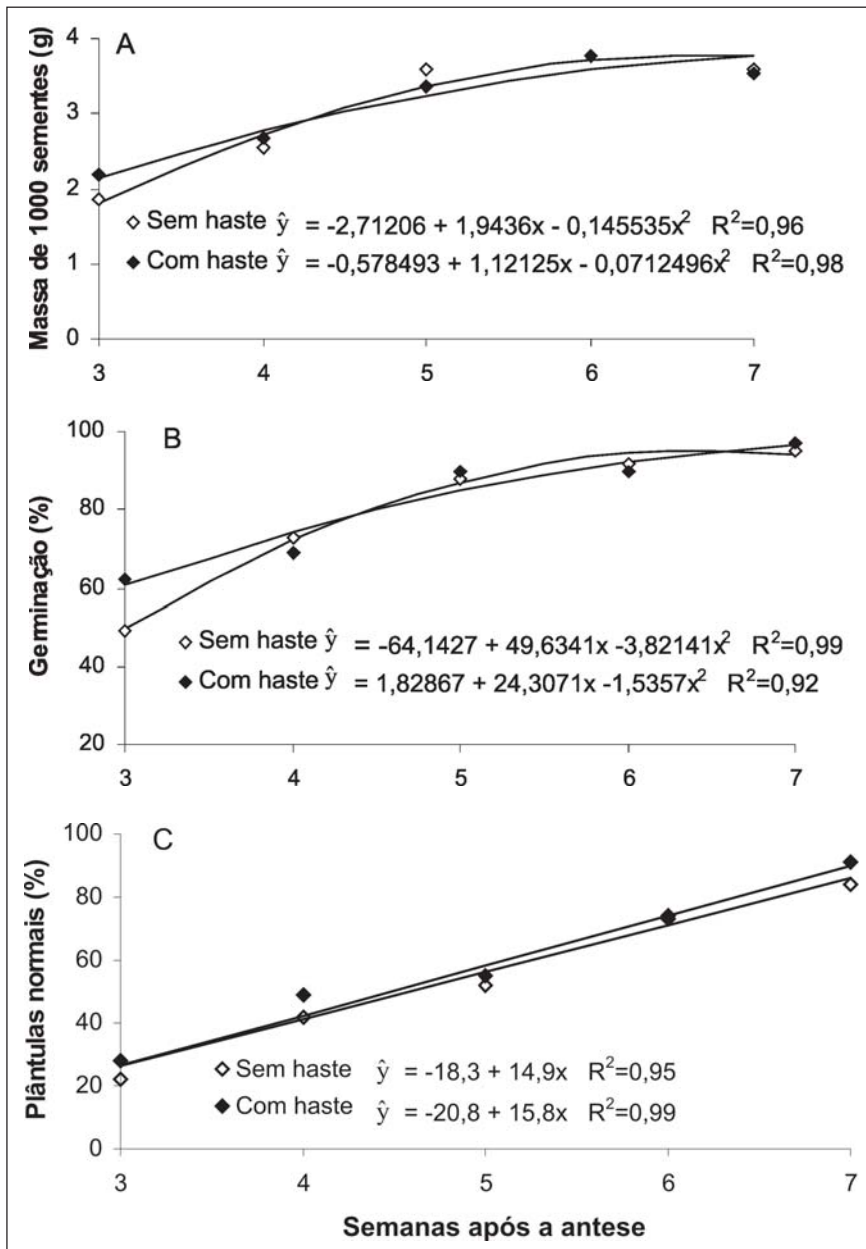 A
Massa de 1000 sementes (g)
4
3
2
1
0
◇ Sem haste ŷ = -2,71206 + 1,9436x - 0,145535x² R²=0,96
◆ Com haste ŷ = -0,578493 + 1,12125x - 0,0712496x² R²=0,98
3 4 5 6 7
B
Germinação (%)
100
80
60
40
20
◇ Sem haste ŷ = -64,1427 + 49,6341x -3,82141x² R²=0,99
◆ Com haste ŷ = 1,82867 + 24,3071x -1,5357x² R²=0,92
3 4 5 6 7
C
Plântulas normais (%)
100
80
60
40
20
0
◇ Sem haste ŷ = -18,3 + 14,9x R²=0,95
◆ Com haste ŷ = -20,8 + 15,8x R²=0,99
3 4 5 6 7
Semanas após a antese